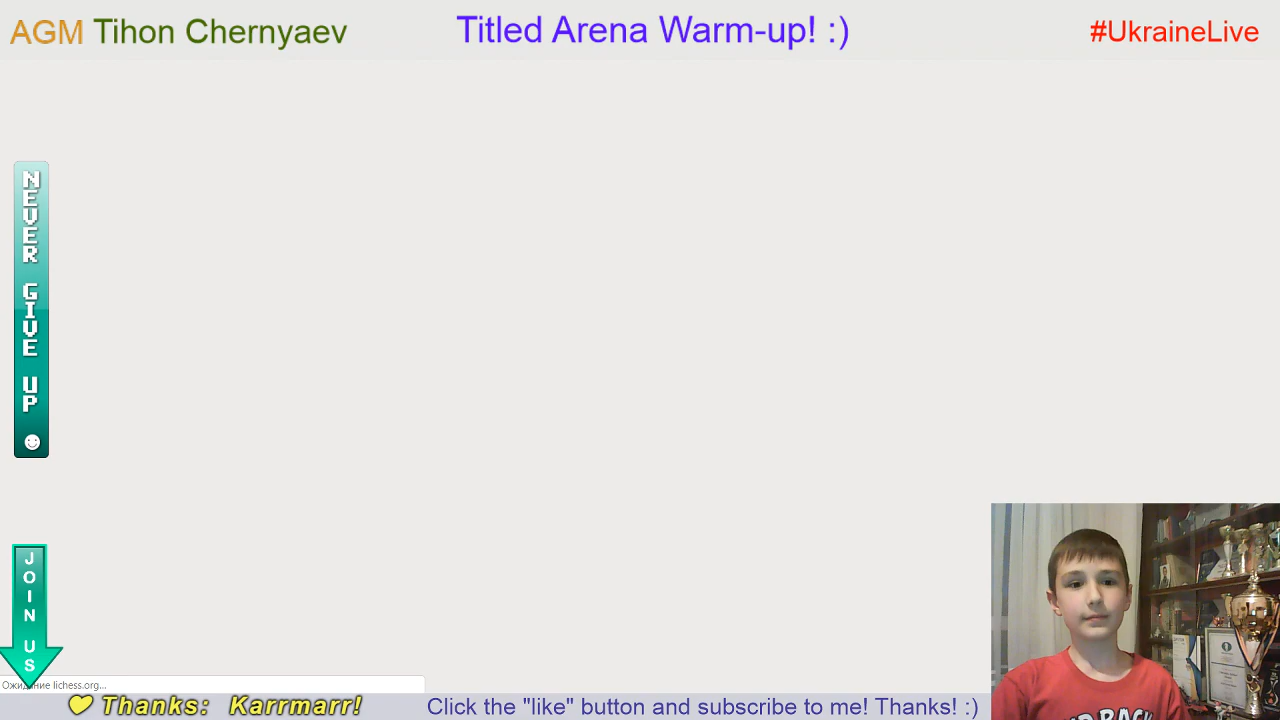 AGM Tihon Chernyaev
Titled Arena Warm-up! :)
#UkraineLive
NEVER GIVE UP ☻
JOIN US
Ожидание lichess.org...
Thanks: Karrmarr!
Click the "like" button and subscribe to me! Thanks! :)